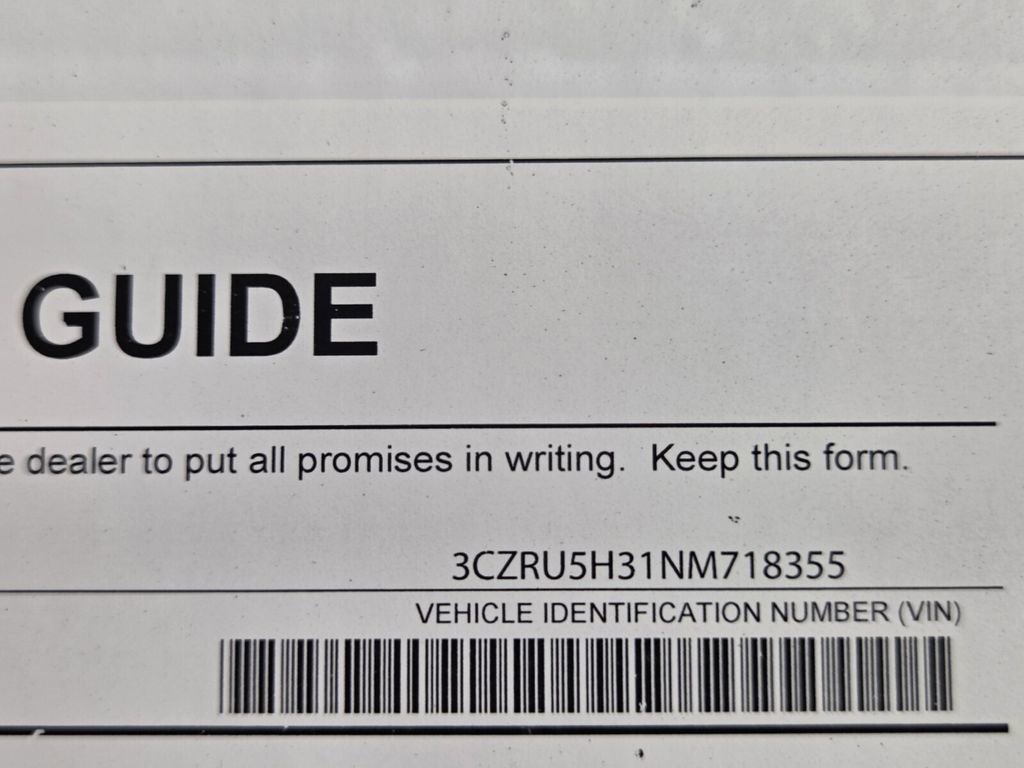 GUIDE
e dealer to put all promises in writing. Keep this form.
3CZRU5H31NM718355
VEHICLE IDENTIFICATION NUMBER (VIN)